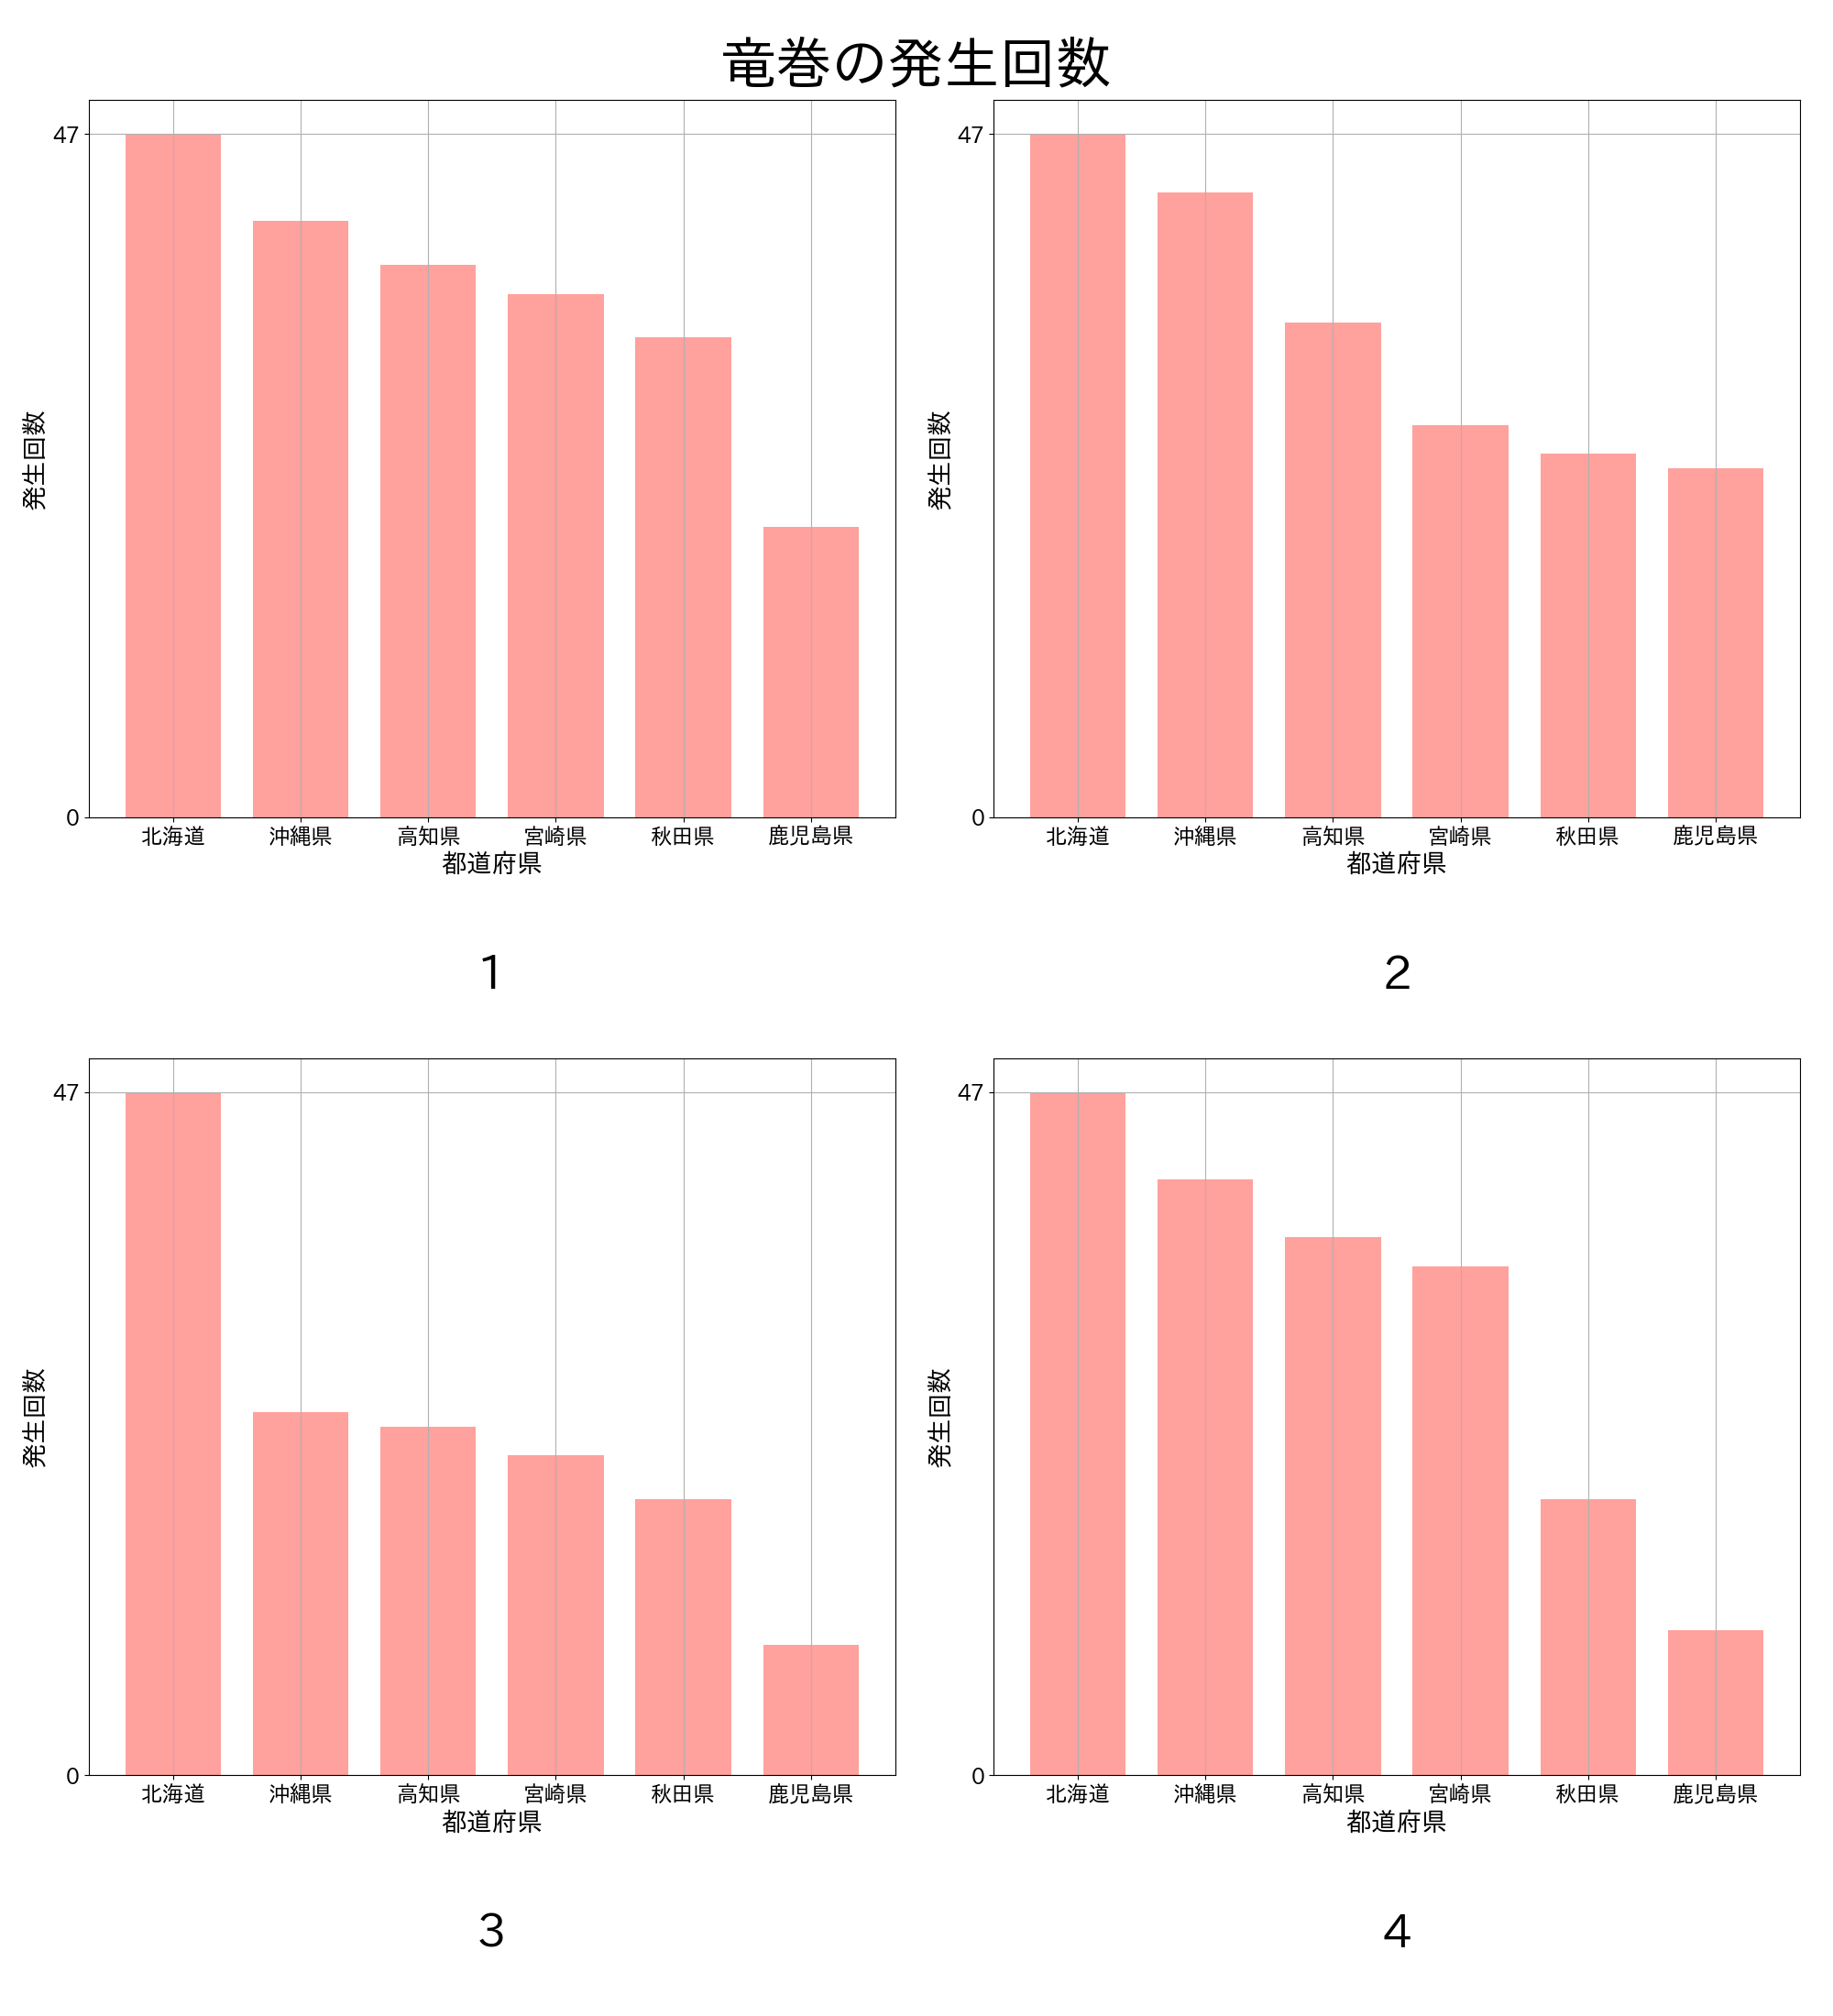 竜巻の発生回数
47
0
発生回数
北海道 沖縄県 高知県 宮崎県 秋田県 鹿児島県
都道府県
1
47
0
発生回数
北海道 沖縄県 高知県 宮崎県 秋田県 鹿児島県
都道府県
2
47
0
発生回数
北海道 沖縄県 高知県 宮崎県 秋田県 鹿児島県
都道府県
3
47
0
発生回数
北海道 沖縄県 高知県 宮崎県 秋田県 鹿児島県
都道府県
4